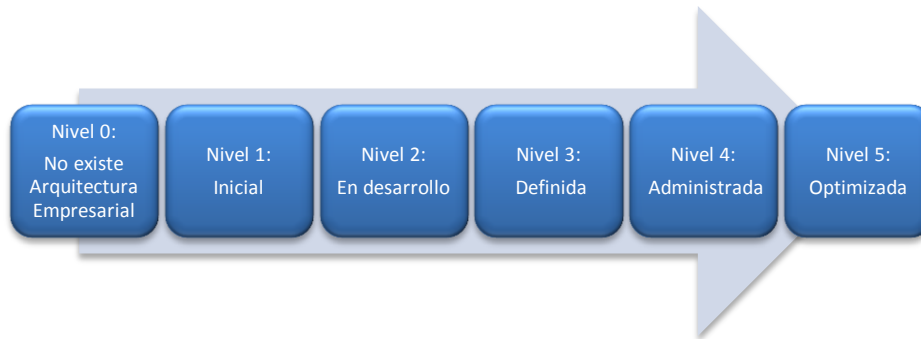 Nivel 0:
No existe
Arquitectura
Empresarial
Nivel 1:
Inicial
Nivel 2:
En desarrollo
Nivel 3:
Definida
Nivel 4:
Administrada
Nivel 5:
Optimizada